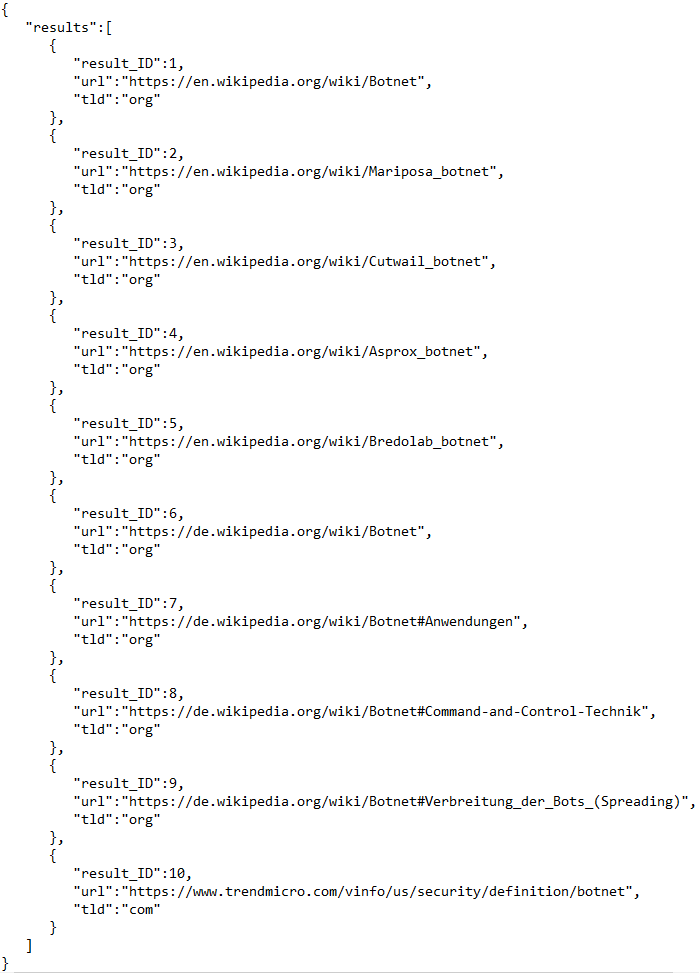 {
   "results":[
      {
         "result_ID":1,
         "url":"https://en.wikipedia.org/wiki/Botnet",
         "tld":"org"
      },
      {
         "result_ID":2,
         "url":"https://en.wikipedia.org/wiki/Mariposa_botnet",
         "tld":"org"
      },
      {
         "result_ID":3,
         "url":"https://en.wikipedia.org/wiki/Cutwail_botnet",
         "tld":"org"
      },
      {
         "result_ID":4,
         "url":"https://en.wikipedia.org/wiki/Asprox_botnet",
         "tld":"org"
      },
      {
         "result_ID":5,
         "url":"https://en.wikipedia.org/wiki/Bredolab_botnet",
         "tld":"org"
      },
      {
         "result_ID":6,
         "url":"https://de.wikipedia.org/wiki/Botnet",
         "tld":"org"
      },
      {
         "result_ID":7,
         "url":"https://de.wikipedia.org/wiki/Botnet#Anwendungen",
         "tld":"org"
      },
      {
         "result_ID":8,
         "url":"https://de.wikipedia.org/wiki/Botnet#Command-and-Control-Technik",
         "tld":"org"
      },
      {
         "result_ID":9,
         "url":"https://de.wikipedia.org/wiki/Botnet#Verbreitung_der_Bots_(Spreading)",
         "tld":"org"
      },
      {
         "result_ID":10,
         "url":"https://www.trendmicro.com/vinfo/us/security/definition/botnet",
         "tld":"com"
      }
   ]
}